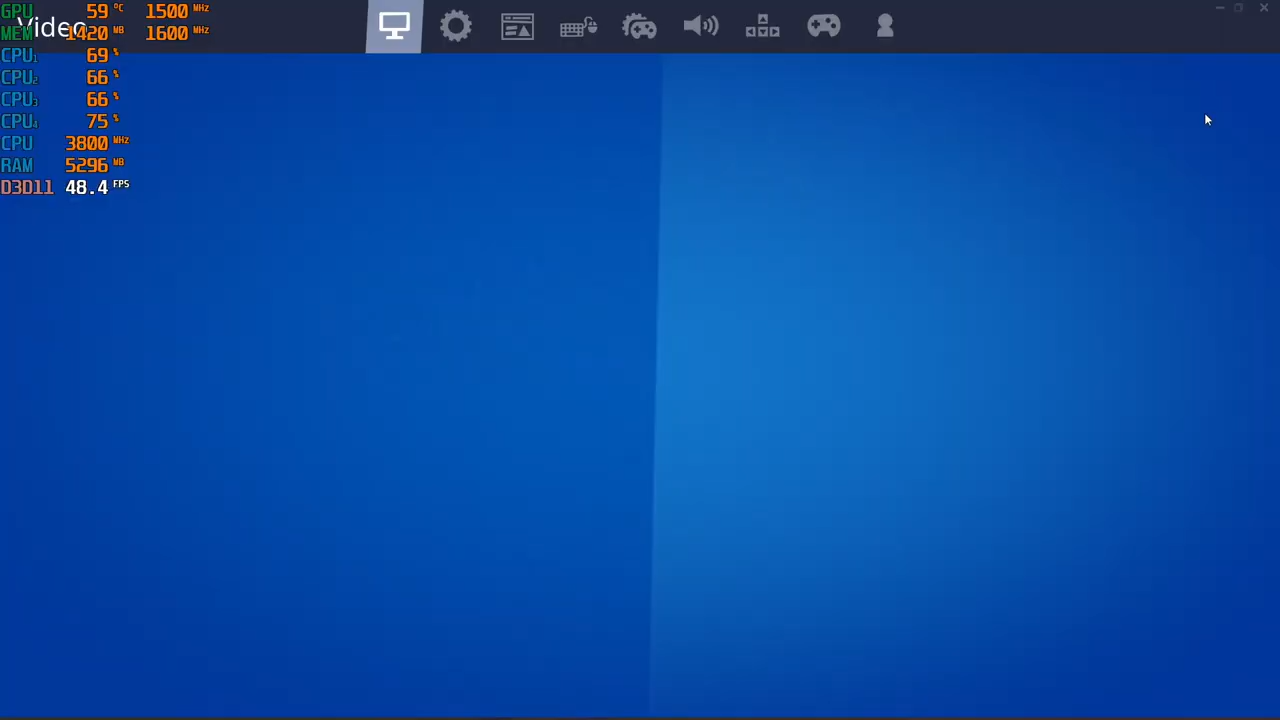 Video
GPU 59 °C 1500 MHz
MEM 1420 MB 1600 MHz
CPU1 69 %
CPU2 66 %
CPU3 66 %
CPU4 75 %
CPU 3800 MHz
RAM 5296 MB
D3D11 48.4 FPS